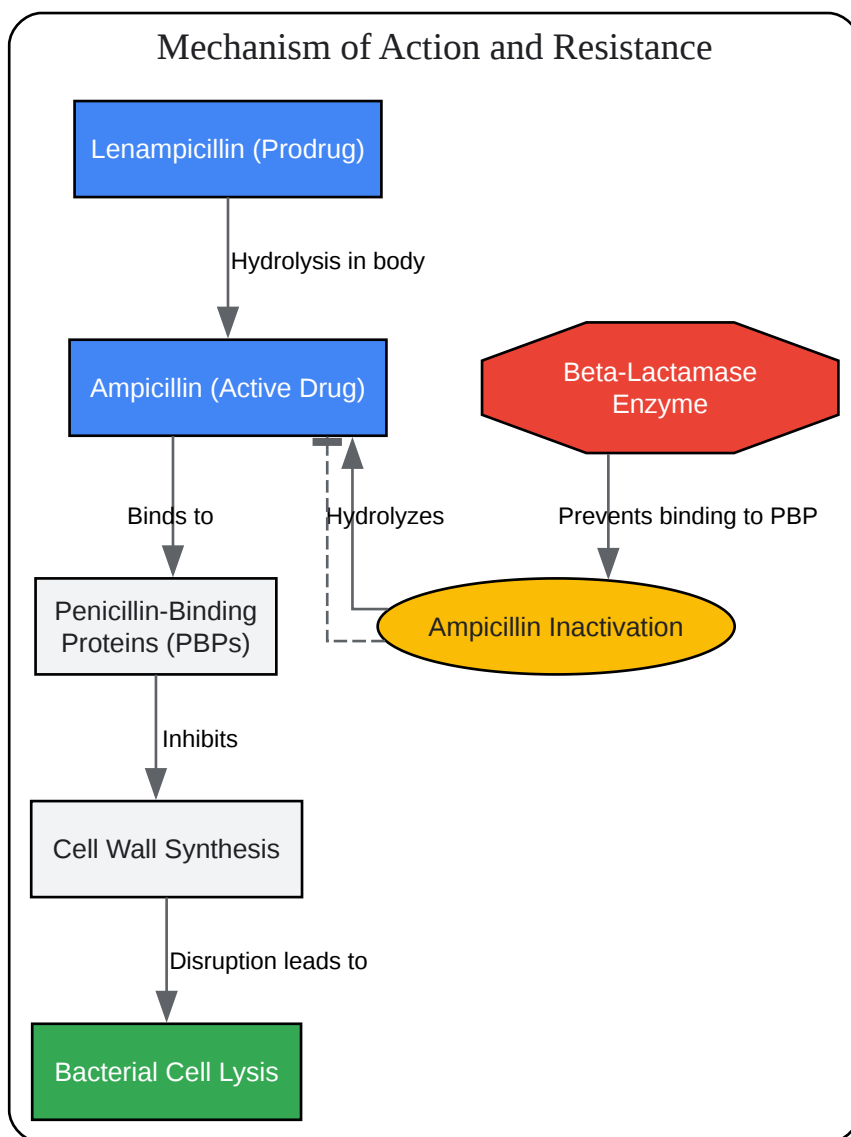 Mechanism of Action and Resistance
Lenampicillin (Prodrug)
Hydrolysis in body
Ampicillin (Active Drug)
Beta-Lactamase
Enzyme
Binds to
Hydrolyzes
Prevents binding to PBP
Penicillin-Binding
Proteins (PBPs)
Ampicillin Inactivation
Inhibits
Cell Wall Synthesis
Disruption leads to
Bacterial Cell Lysis